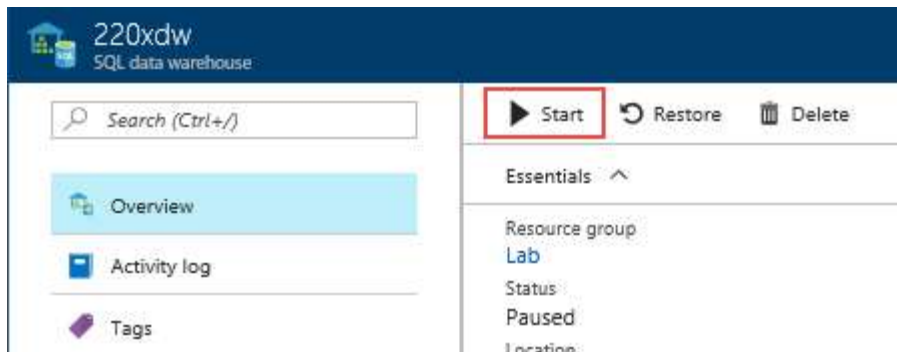 220xdw
SQL data warehouse
Search (Ctrl+/)
Overview
Activity log
Tags
Start Restore Delete
Essentials
Resource group
Lab
Status
Paused
Location